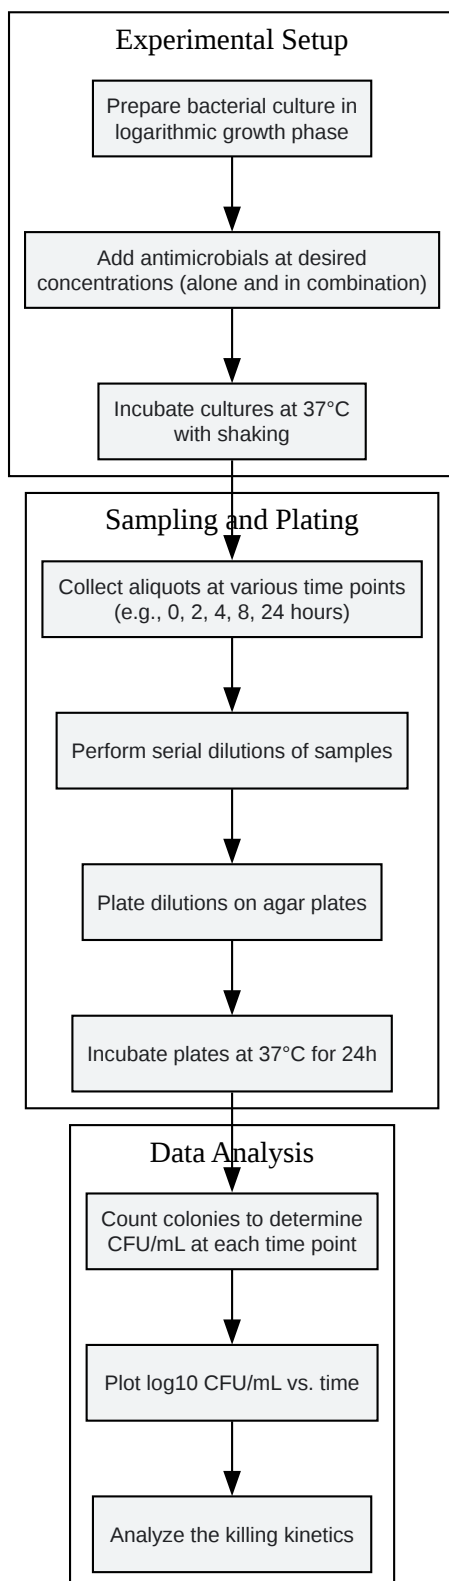 Experimental Setup
Prepare bacterial culture in
logarithmic growth phase
Add antimicrobials at desired
concentrations (alone and in combination)
Incubate cultures at 37°C
with shaking
Sampling and Plating
Collect aliquots at various time points
(e.g., 0, 2, 4, 8, 24 hours)
Perform serial dilutions of samples
Plate dilutions on agar plates
Incubate plates at 37°C for 24h
Data Analysis
Count colonies to determine
CFU/mL at each time point
Plot log10 CFU/mL vs. time
Analyze the killing kinetics